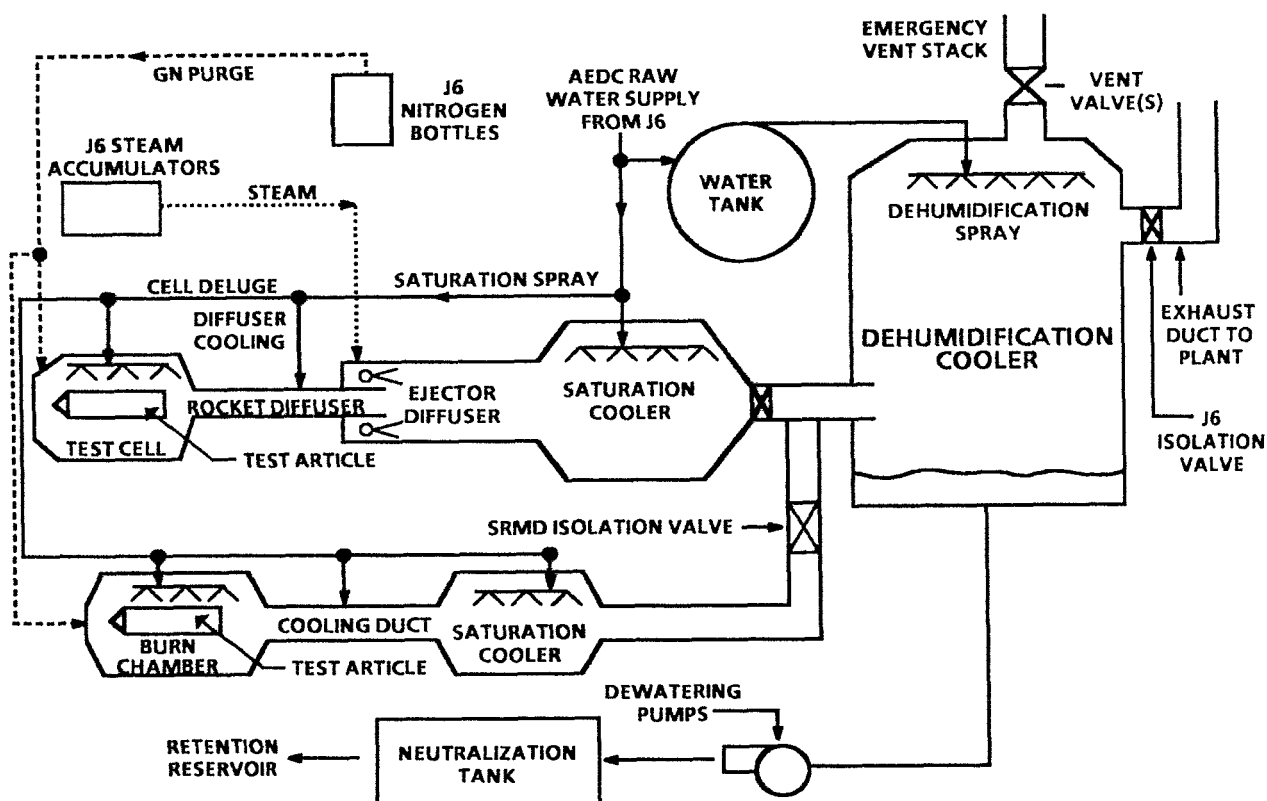 EMERGENCY
VENT STACK
VENT
VALVE(S)
GN PURGE
J6
NITROGEN
BOTTLES
AEDC RAW
WATER SUPPLY
FROM J6
J6 STEAM
ACCUMULATORS
STEAM
WATER
TANK
DEHUMIDIFICATION
SPRAY
CELL DELUGE
SATURATION SPRAY
DIFFUSER
COOLING
EXHAUST
DUCT TO
PLANT
DEHUMIDIFICATION
COOLER
SATURATION
COOLER
EJECTOR
DIFFUSER
ROCKET DIFFUSER
TEST CELL
TEST ARTICLE
J6
ISOLATION
VALVE
SRMD ISOLATION VALVE
COOLING DUCT
SATURATION
COOLER
BURN
CHAMBER
TEST ARTICLE
DEWATERING
PUMPS
RETENTION
RESERVOIR
NEUTRALIZATION
TANK